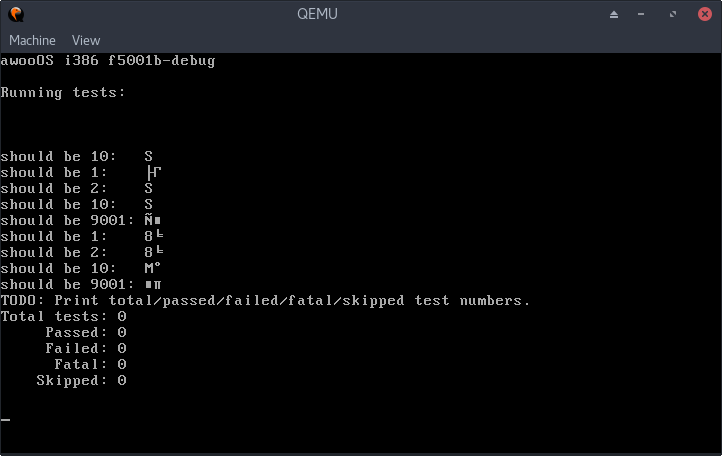 QEMU
Machine View
awooOS i386 f5001b-debug
Running tests:
should be 10: S
should be 1: ├Γ
should be 2: S
should be 10: S
should be 9001: Ñ■
should be 1: 8╘
should be 2: 8╘
should be 10: M°
should be 9001: ■π
TODO: Print total/passed/failed/fatal/skipped test numbers.
Total tests: 0
Passed: 0
Failed: 0
Fatal: 0
Skipped: 0